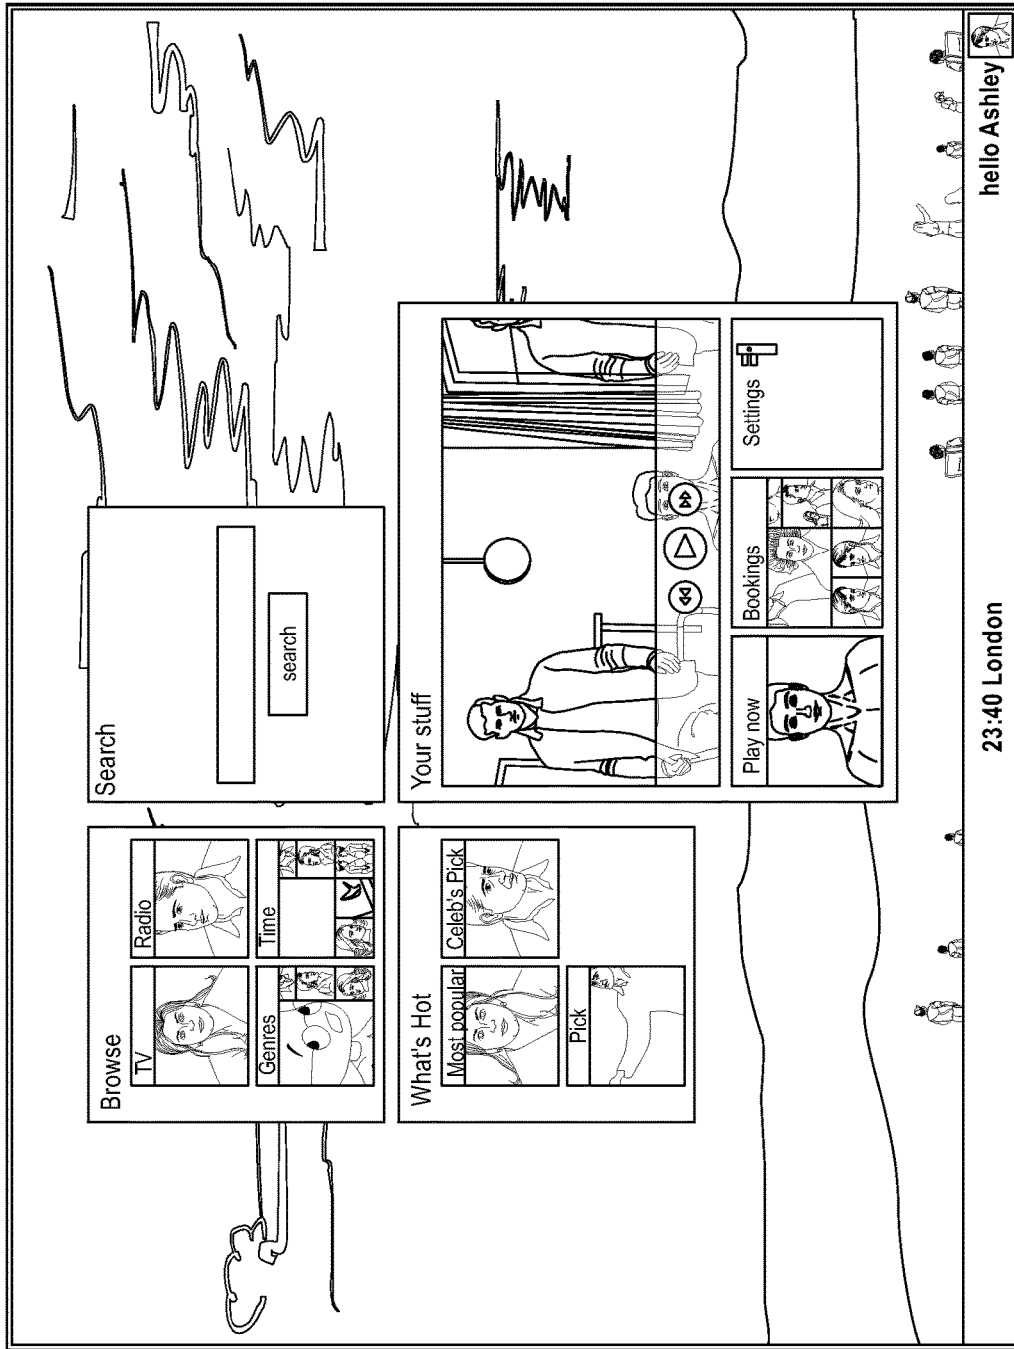 Browse
TV
Radio
Genres
Time
Search
search
What's Hot
Most popular
Celeb's Pick
Pick
Your stuff
Play now
Bookings
Settings
23:40 London
hello Ashley